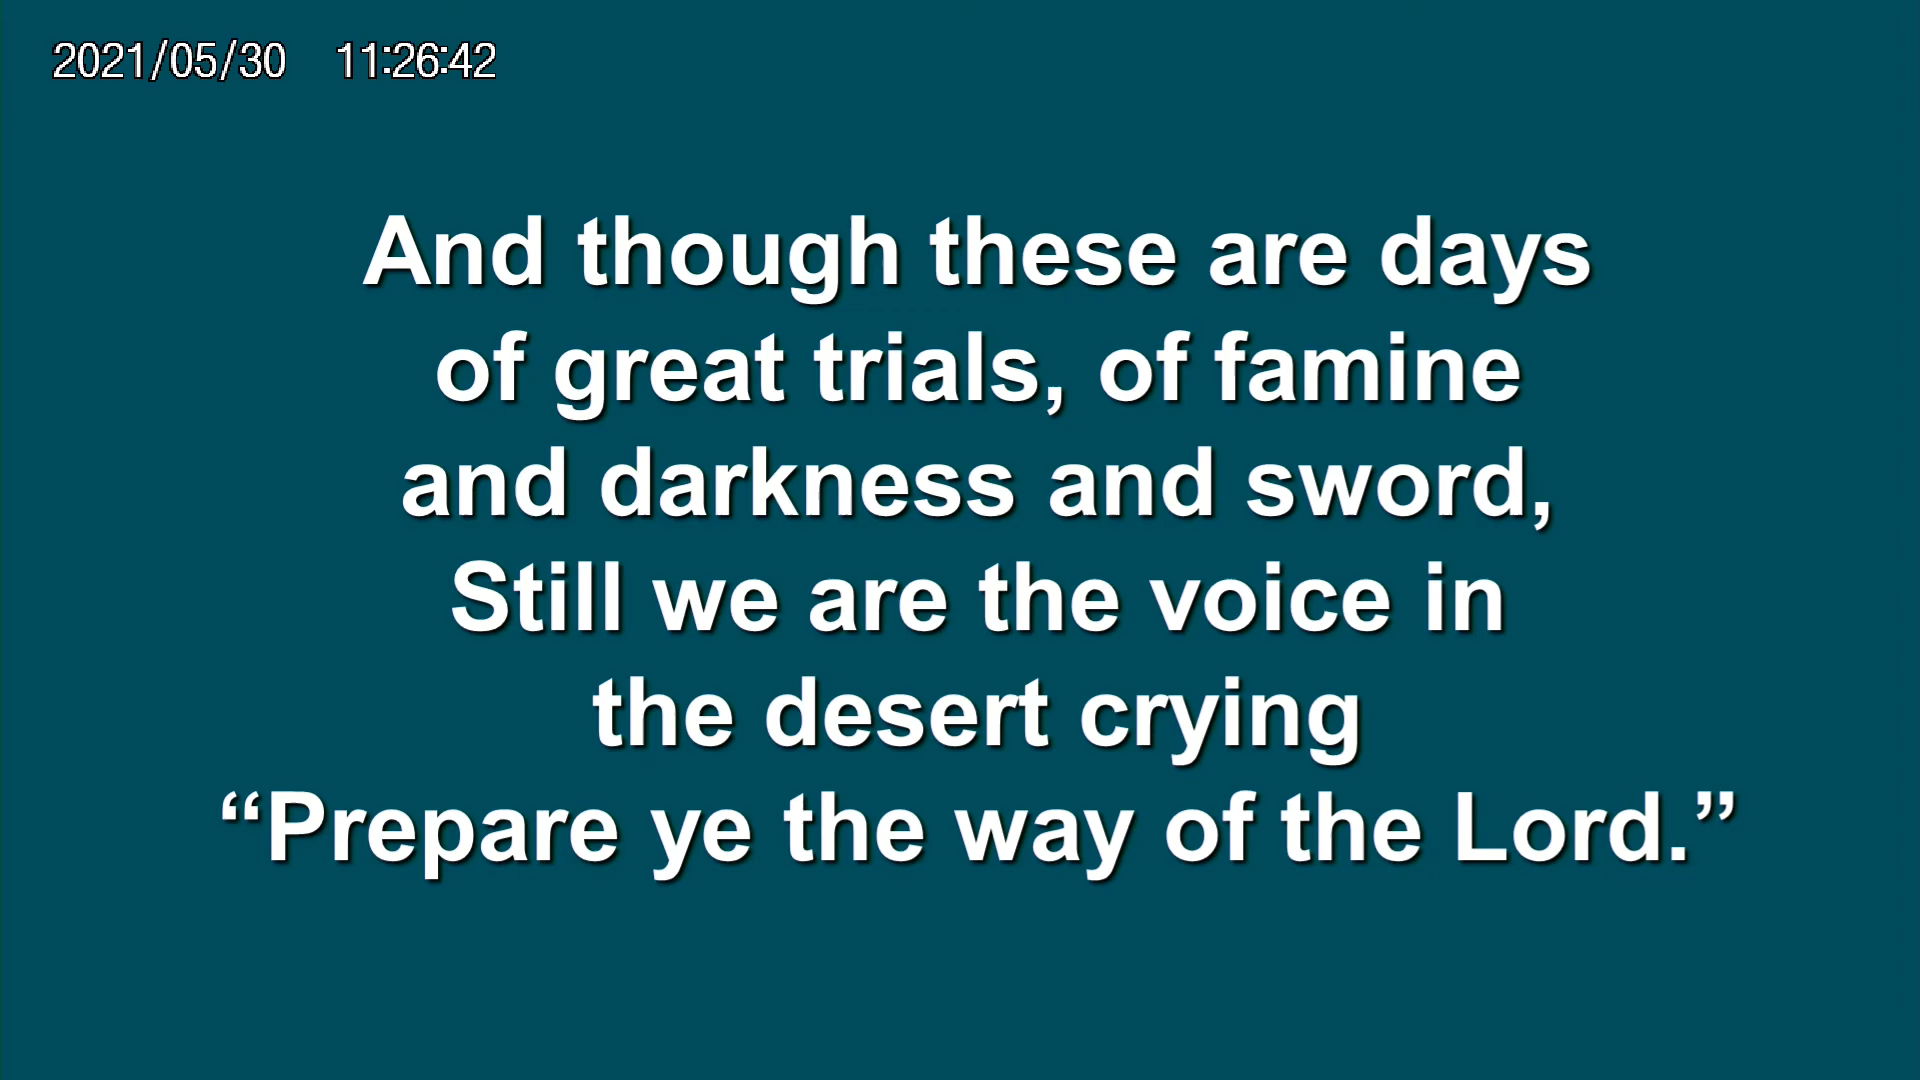 2021/05/30 11:26:42
And though these are days
of great trials, of famine
and darkness and sword,
Still we are the voice in
the desert crying
“Prepare ye the way of the Lord.”